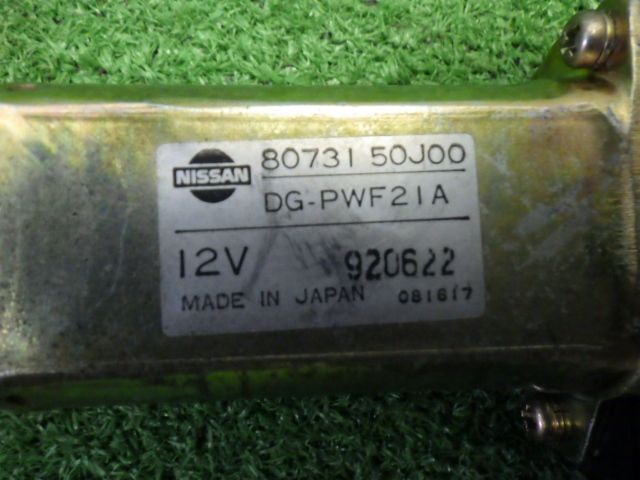 NISSAN 80731 50J00
DG-PWF21A
12V 920622
MADE IN JAPAN 081617